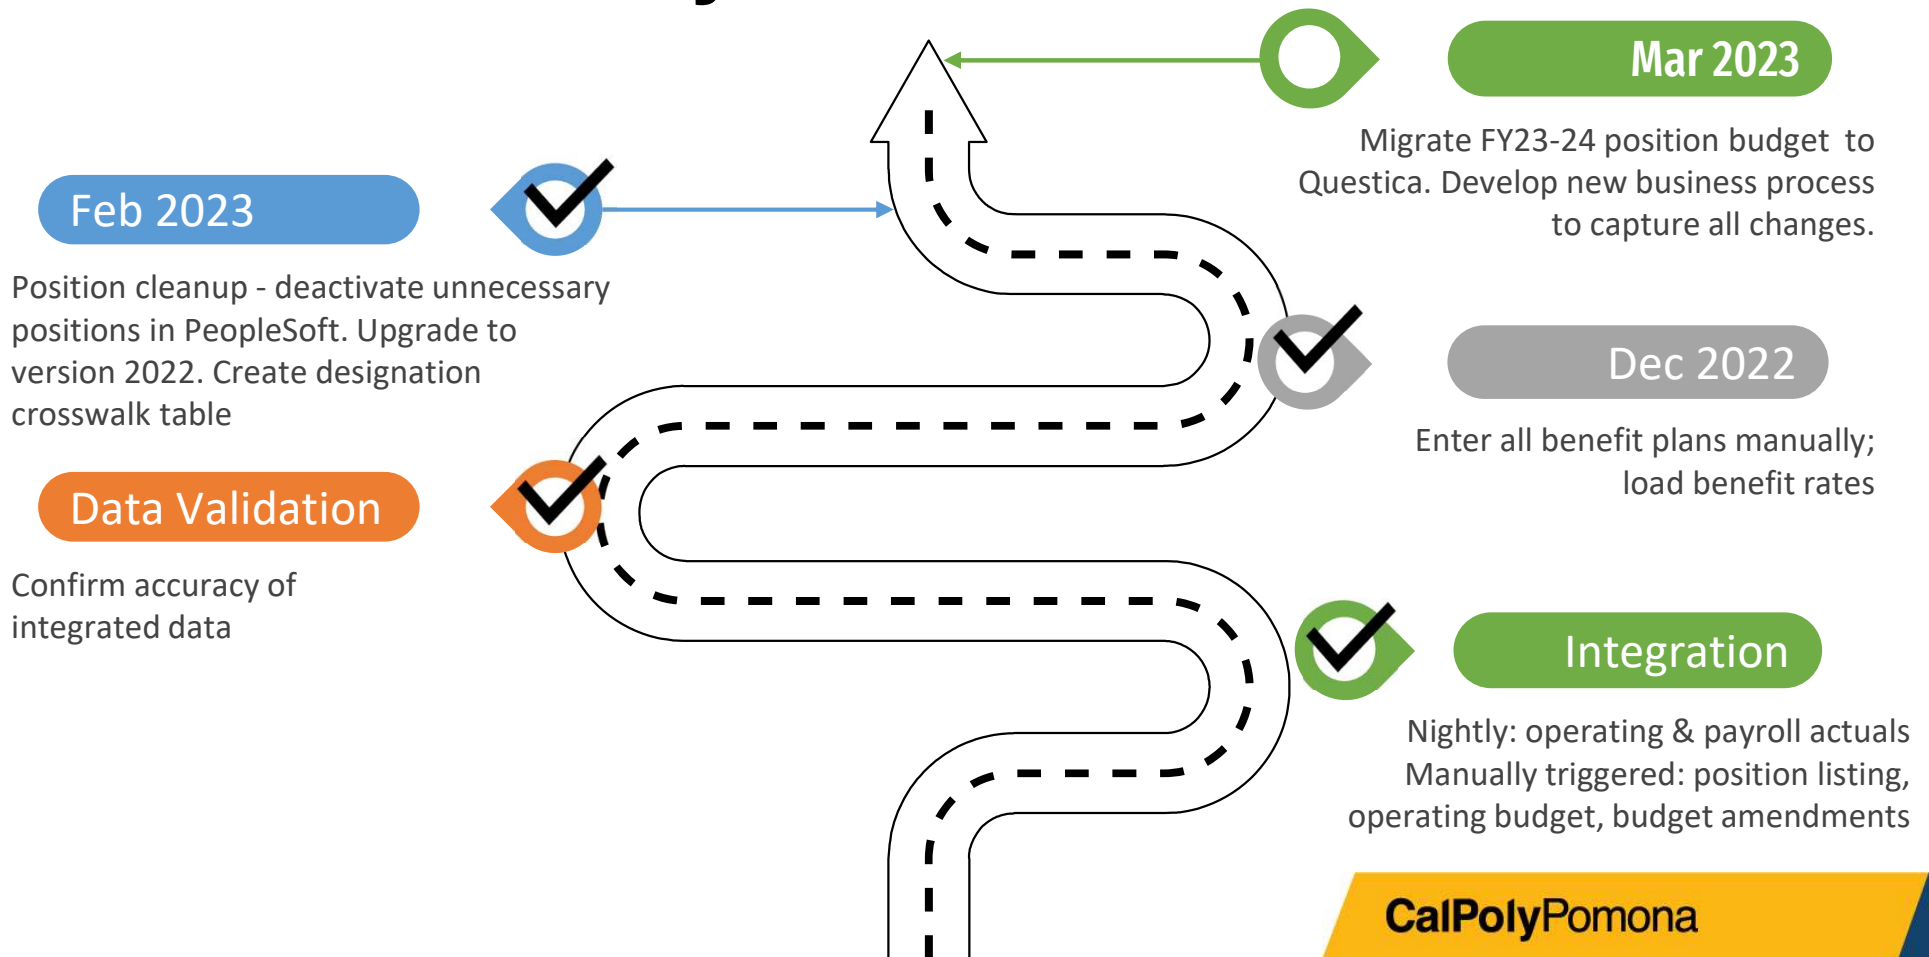 Mar 2023
Migrate FY23-24 position budget to
Questica. Develop new business process
to capture all changes.
Feb 2023
Position cleanup - deactivate unnecessary
positions in PeopleSoft. Upgrade to
version 2022. Create designation
crosswalk table
Dec 2022
Enter all benefit plans manually;
load benefit rates
Data Validation
Confirm accuracy of
integrated data
Integration
Nightly: operating & payroll actuals
Manually triggered: position listing,
operating budget, budget amendments
CalPolyPomona